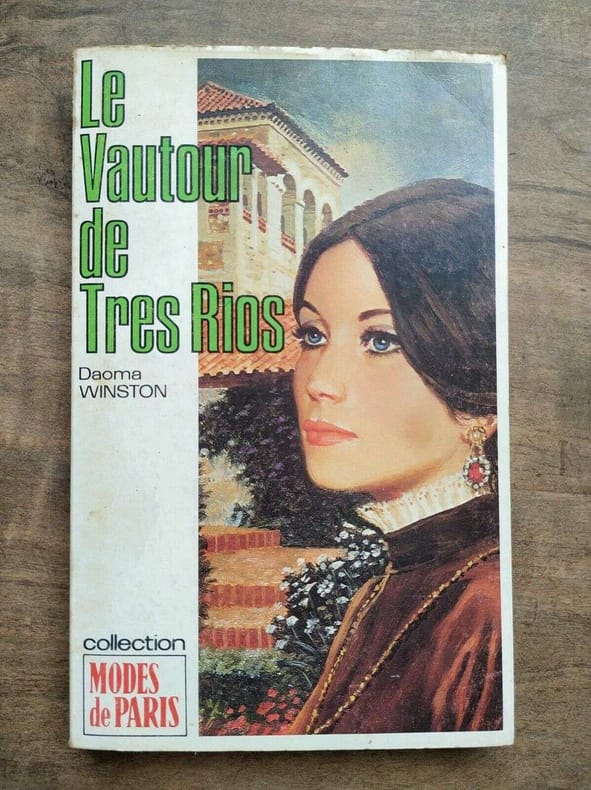 Le
Vautour
de
Tres Rios
Daoma
WINSTON
collection
MODES
de PARIS